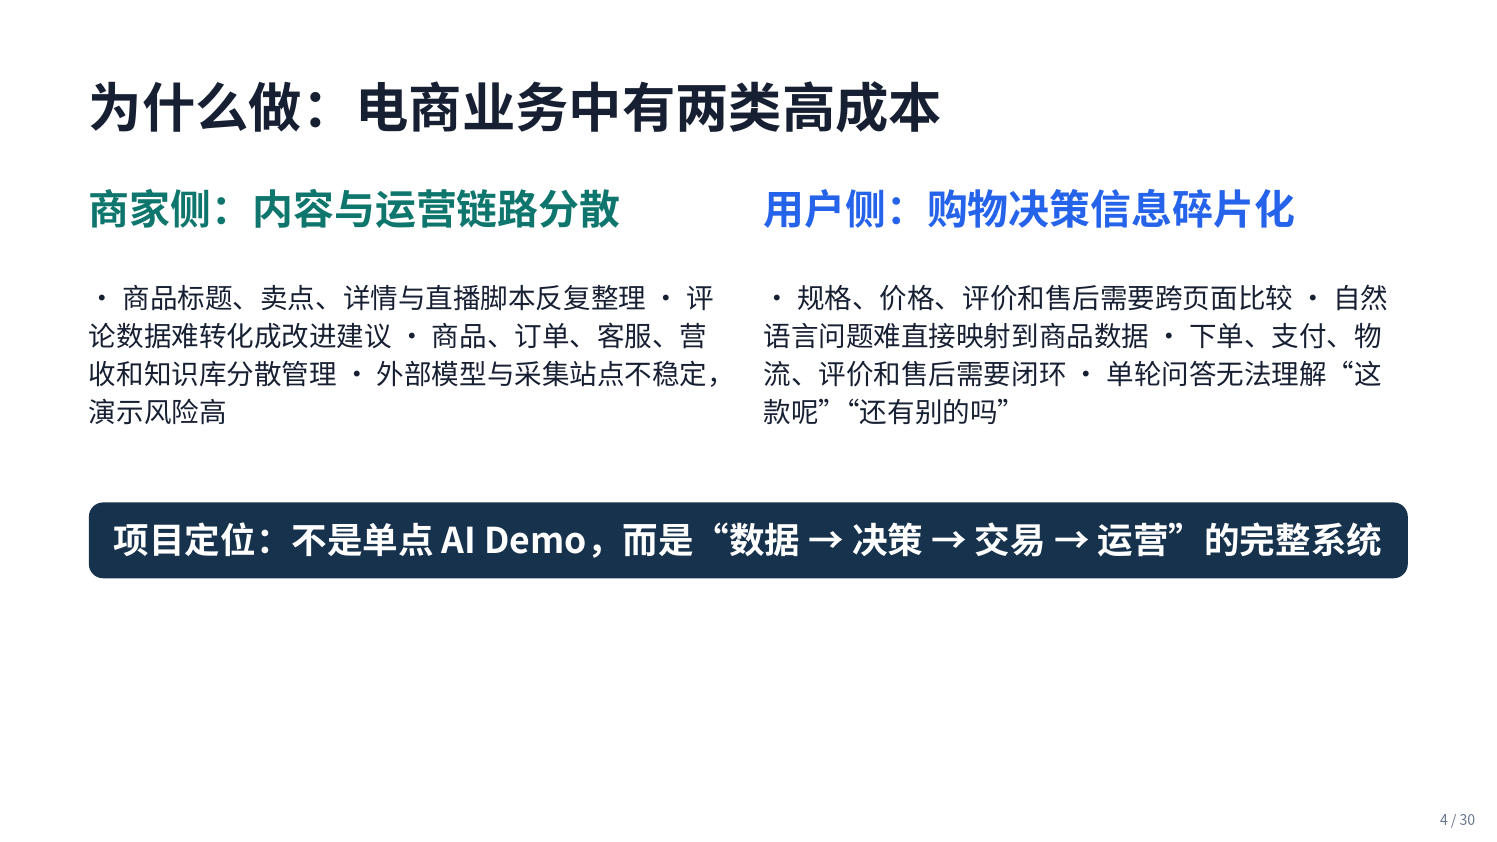 为什么做：电商业务中有两类高成本
商家侧：内容与运营链路分散
• 商品标题、卖点、详情与直播脚本反复整理 • 评
论数据难转化成改进建议 • 商品、订单、客服、营
收和知识库分散管理 • 外部模型与采集站点不稳定，
演示风险高
用户侧：购物决策信息碎片化
• 规格、价格、评价和售后需要跨页面比较 • 自然
语言问题难直接映射到商品数据 • 下单、支付、物
流、评价和售后需要闭环 • 单轮问答无法理解“这
款呢”“还有别的吗”
项目定位：不是单点 AI Demo，而是“数据 → 决策 → 交易 → 运营”的完整系统
4 / 30